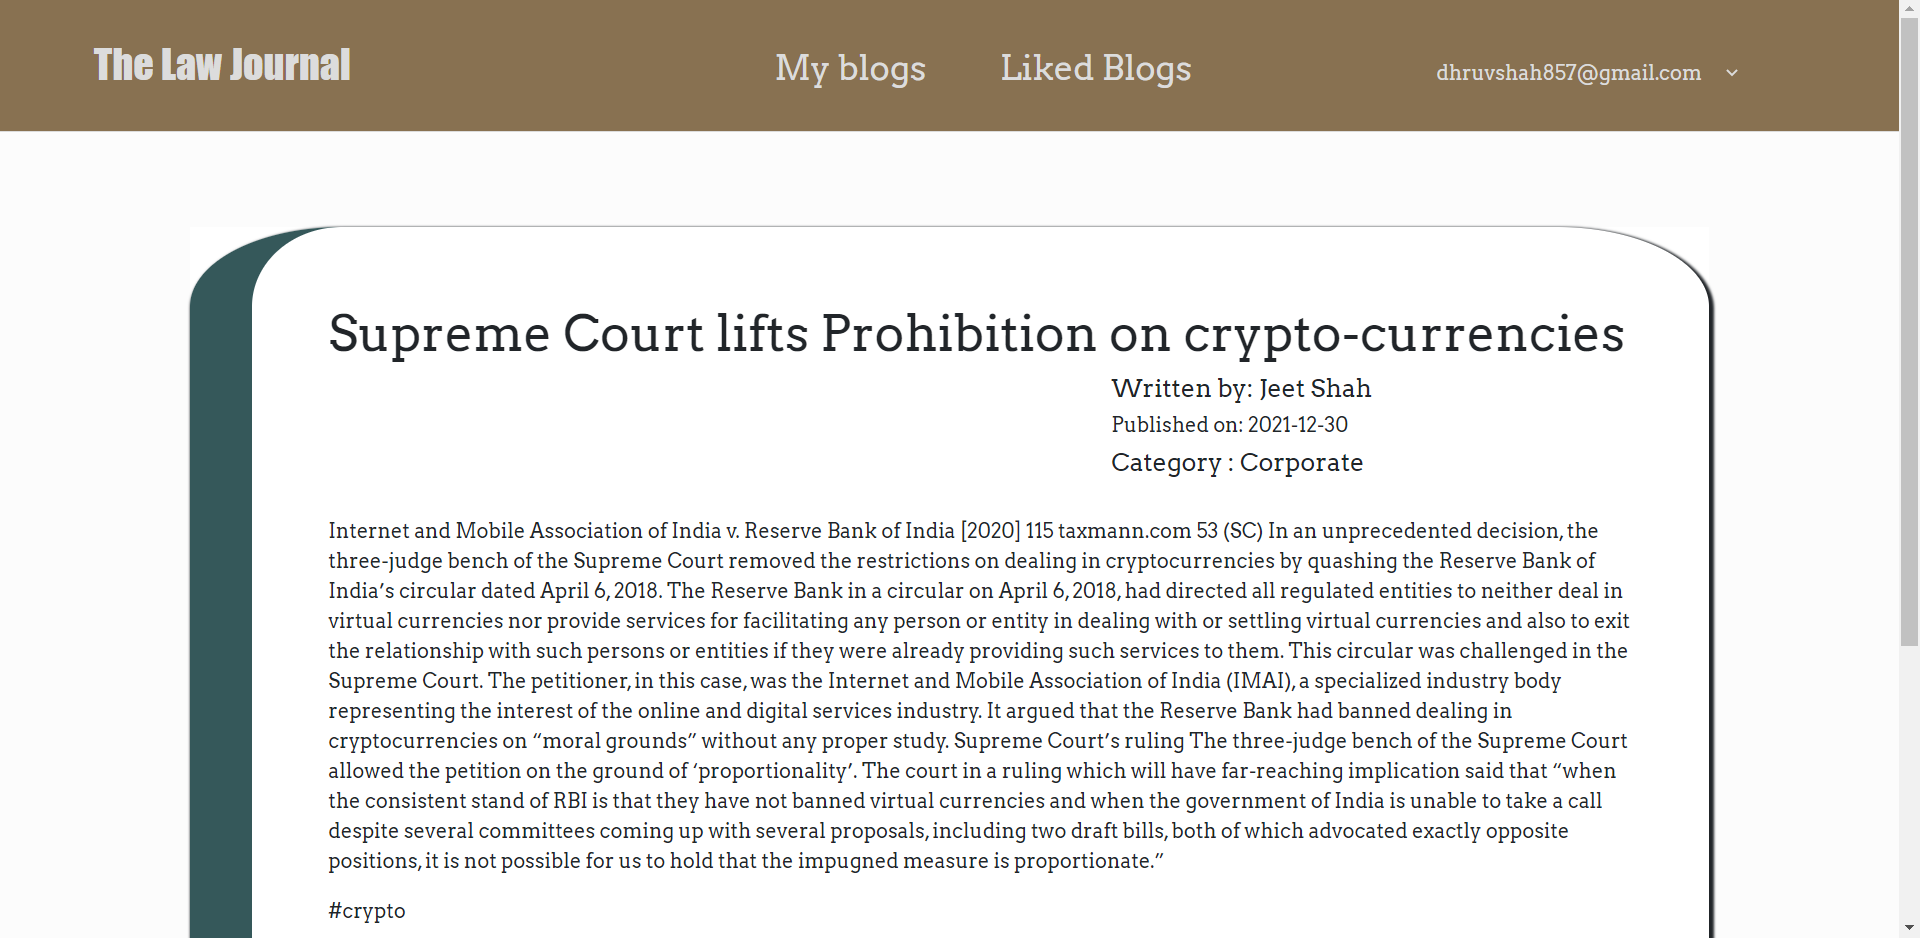 The Law Journal
My blogs
Liked Blogs
dhruvshah857@gmail.com
Supreme Court lifts Prohibition on crypto-currencies
Written by: Jeet Shah
Published on: 2021-12-30
Category : Corporate
Internet and Mobile Association of India v. Reserve Bank of India [2020] 115 taxmann.com 53 (SC) In an unprecedented decision, the
three-judge bench of the Supreme Court removed the restrictions on dealing in cryptocurrencies by quashing the Reserve Bank of
India’s circular dated April 6, 2018. The Reserve Bank in a circular on April 6, 2018, had directed all regulated entities to neither deal in
virtual currencies nor provide services for facilitating any person or entity in dealing with or settling virtual currencies and also to exit
the relationship with such persons or entities if they were already providing such services to them. This circular was challenged in the
Supreme Court. The petitioner, in this case, was the Internet and Mobile Association of India (IMAI), a specialized industry body
representing the interest of the online and digital services industry. It argued that the Reserve Bank had banned dealing in
cryptocurrencies on “moral grounds” without any proper study. Supreme Court’s ruling The three-judge bench of the Supreme Court
allowed the petition on the ground of ‘proportionality’. The court in a ruling which will have far-reaching implication said that “when
the consistent stand of RBI is that they have not banned virtual currencies and when the government of India is unable to take a call
despite several committees coming up with several proposals, including two draft bills, both of which advocated exactly opposite
positions, it is not possible for us to hold that the impugned measure is proportionate.”
#crypto